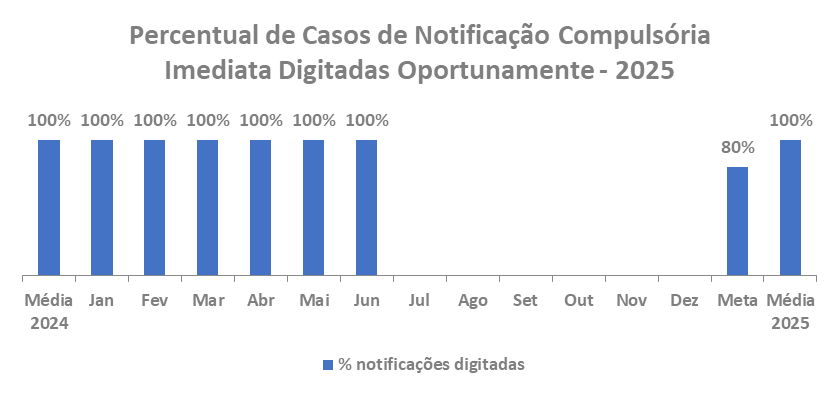 Percentual de Casos de Notificação Compulsória
Imediata Digitadas Oportunamente - 2025
100% 100% 100% 100% 100% 100% 100% 80% 100%
Média Jan Fev Mar Abr Mai Jun Jul Ago Set Out Nov Dez Meta Média
2024 2025
% notificações digitadas